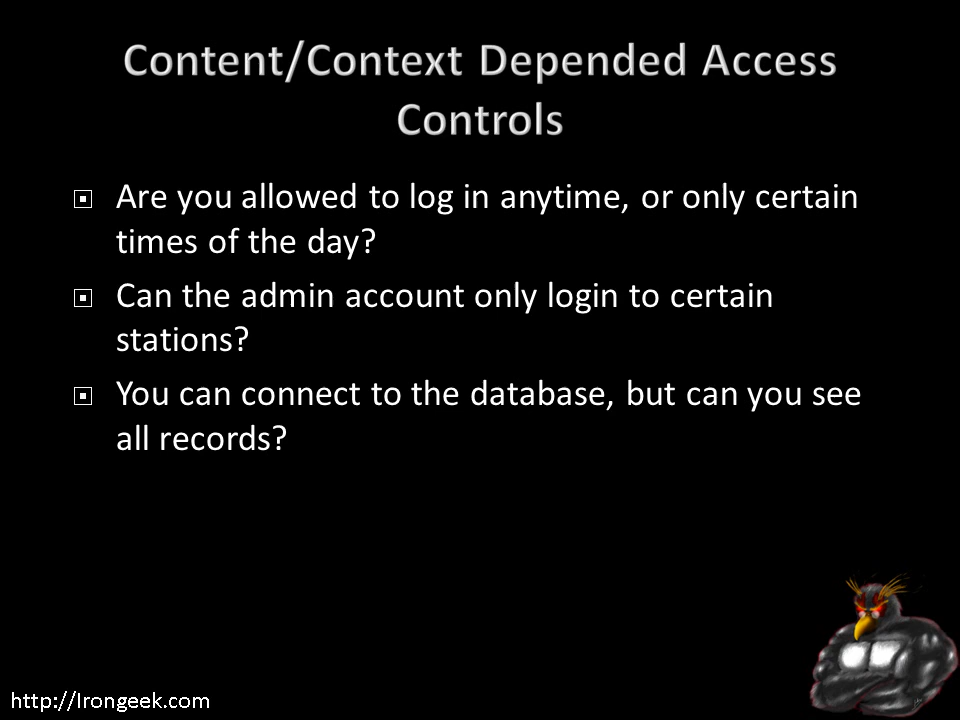 Content/Context Depended Access
Controls
Are you allowed to log in anytime, or only certain
times of the day?
Can the admin account only login to certain
stations?
You can connect to the database, but can you see
all records?
http://Irongeek.com